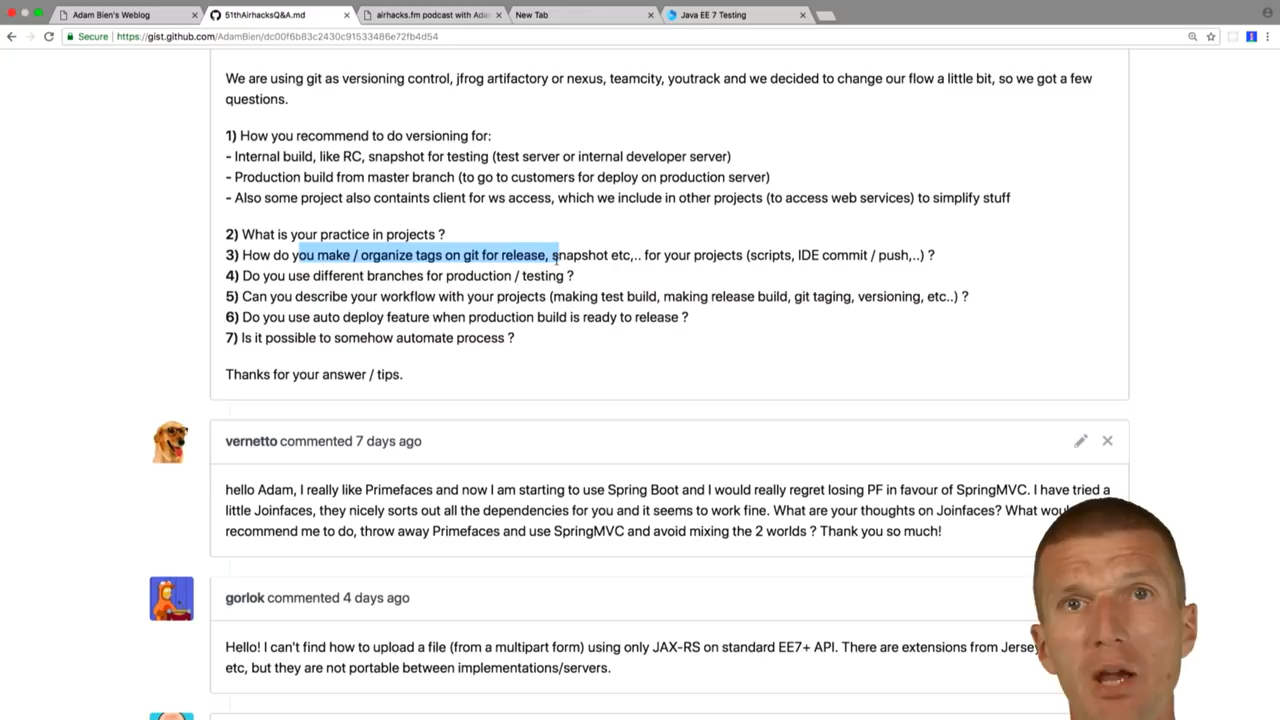 Adam Bien's Weblog
51thAirhacksQ&A.md
airhacks.fm podcast with Adam
New Tab
Java EE 7 Testing
Secure
https://gist.github.com/AdamBien/dc00f6b83c2430c91533486e72fb4d54
We are using git as versioning control, jfrog artifactory or nexus, teamcity, youtrack and we decided to change our flow a little bit, so we got a few
questions.
1) How you recommend to do versioning for:
- Internal build, like RC, snapshot for testing (test server or internal developer server)
- Production build from master branch (to go to customers for deploy on production server)
- Also some project also containts client for ws access, which we include in other projects (to access web services) to simplify stuff
2) What is your practice in projects ?
3) How do you make / organize tags on git for release, snapshot etc,.. for your projects (scripts, IDE commit / push,..) ?
4) Do you use different branches for production / testing ?
5) Can you describe your workflow with your projects (making test build, making release build, git taging, versioning, etc..) ?
6) Do you use auto deploy feature when production build is ready to release ?
7) Is it possible to somehow automate process ?
Thanks for your answer / tips.
vernetto commented 7 days ago
hello Adam, I really like Primefaces and now I am starting to use Spring Boot and I would really regret losing PF in favour of SpringMVC. I have tried a
little Joinfaces, they nicely sorts out all the dependencies for you and it seems to work fine. What are your thoughts on Joinfaces? What
recommend me to do, throw away Primefaces and use SpringMVC and avoid mixing the 2 worlds ? Thank you so much!
gorlok commented 4 days ago
Hello! I can't find how to upload a file (from a multipart form) using only JAX-RS on standard EE7+ API. There are extensions from Jersey
etc, but they are not portable between implementations/servers.